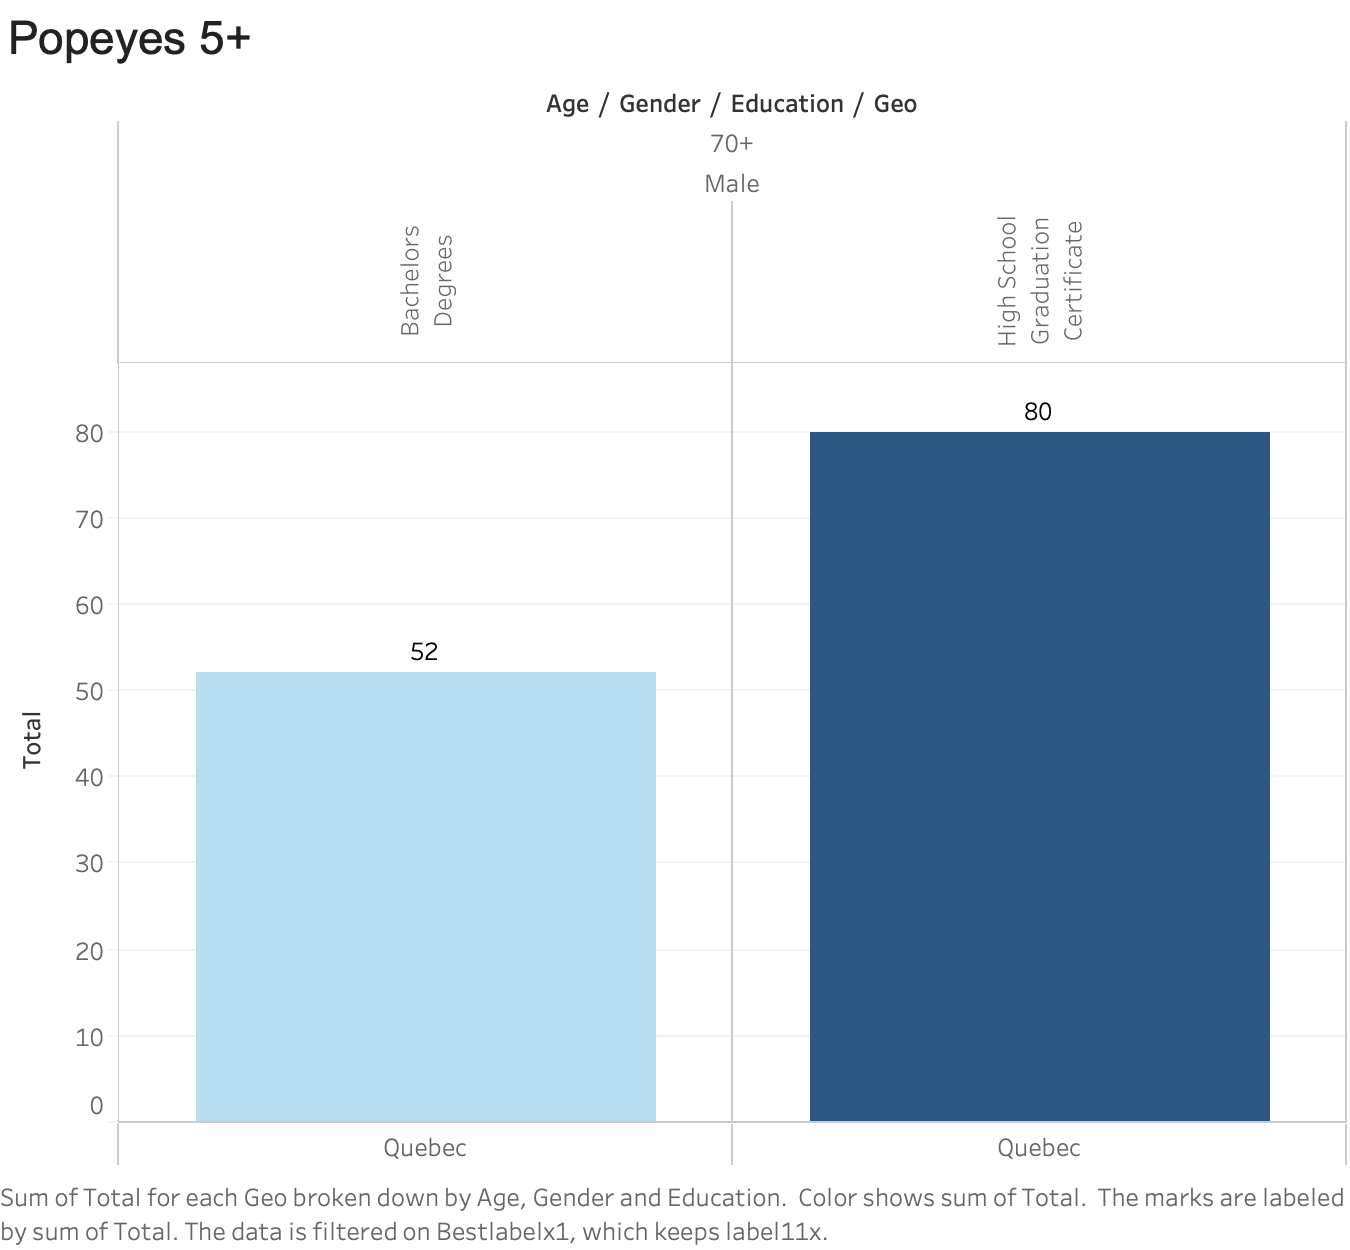 Popeyes 5+
Age / Gender / Education / Geo
70+
Male
Bachelors
Degrees
High School
Graduation
Certificate
80
80
70
60
52
50
Total
40
30
20
10
0
Quebec
Quebec
Sum of Total for each Geo broken down by Age, Gender and Education.  Color shows sum of Total.  The marks are labeled
by sum of Total. The data is filtered on Bestlabelx1, which keeps label11x.